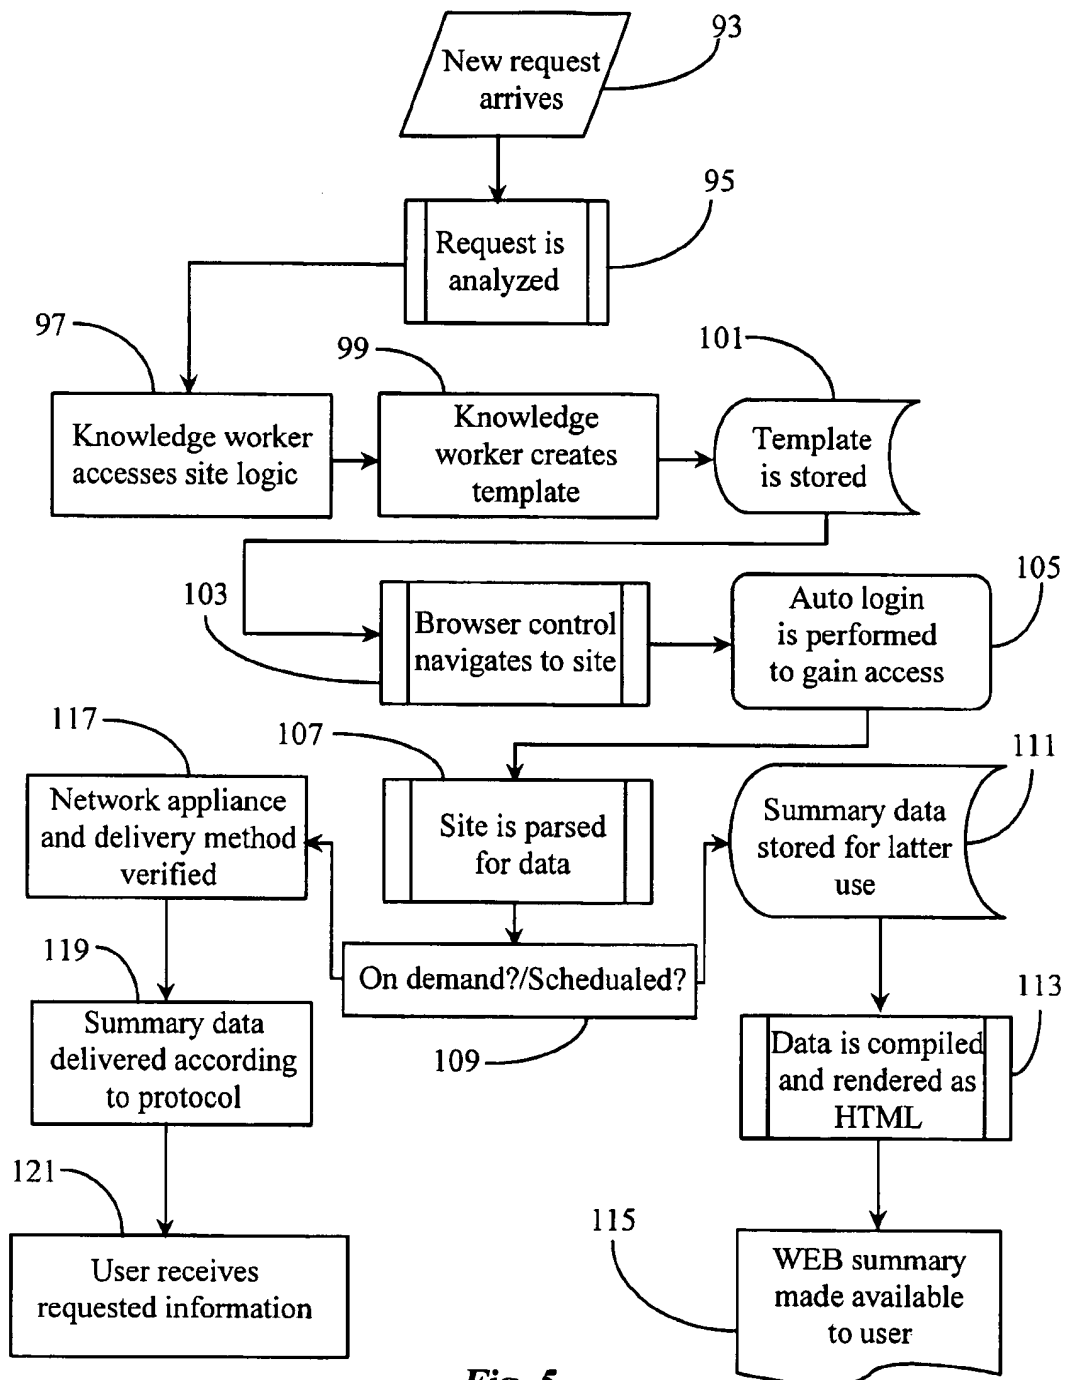 New request
arrives
93
Request is
analyzed
95
97
Knowledge worker
accesses site logic
99
Knowledge
worker creates
template
101
Template
is stored
103
Browser control
navigates to site
105
Auto login
is performed
to gain access
107
Site is parsed
for data
On demand?/Schedualed?
109
111
Summary data
stored for latter
use
113
Data is compiled
and rendered as
HTML
115
WEB summary
made available
to user
117
Network appliance
and delivery method
verified
119
Summary data
delivered according
to protocol
121
User receives
requested information
Fig. 5